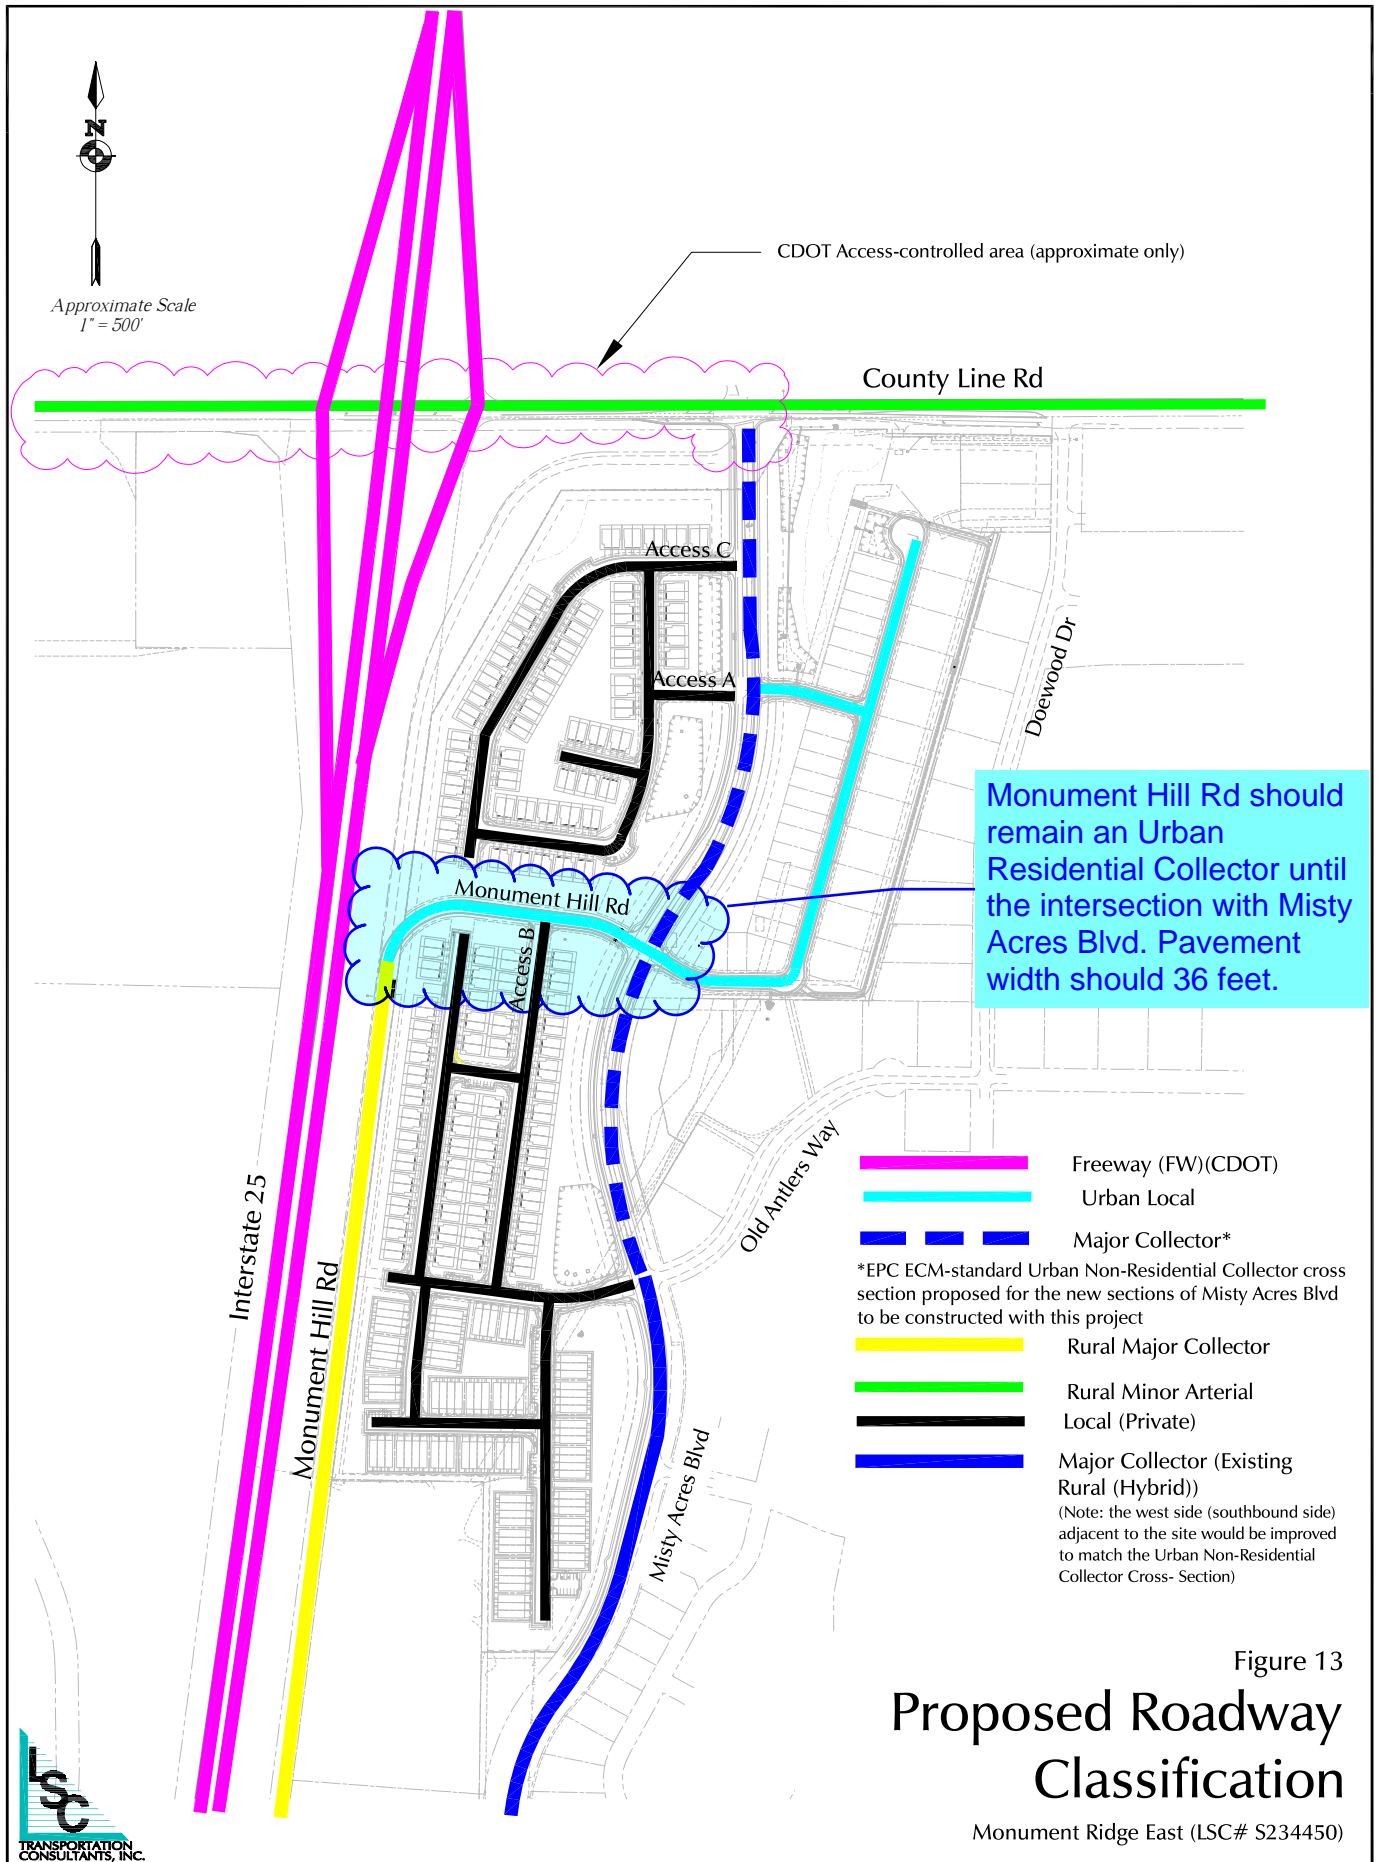 N
Approximate Scale
1" = 500'
CDOT Access-controlled area (approximate only)
County Line Rd
Access C
Access A
Doewood Dr
Monument Hill Rd should
remain an Urban
Residential Collector until
the intersection with Misty
Acres Blvd. Pavement
width should 36 feet.
Monument Hill Rd
Access B
Old Antlers Way
Interstate 25
Monument Hill Rd
Misty Acres Blvd
Freeway (FW)(CDOT)
Urban Local
Major Collector*
*EPC ECM-standard Urban Non-Residential Collector cross
section proposed for the new sections of Misty Acres Blvd
to be constructed with this project
Rural Major Collector
Rural Minor Arterial
Local (Private)
Major Collector (Existing
Rural (Hybrid))
(Note: the west side (southbound side)
adjacent to the site would be improved
to match the Urban Non-Residential
Collector Cross- Section)
Figure 13
Proposed Roadway
Classification
Monument Ridge East (LSC# S234450)
LSC
TRANSPORTATION
CONSULTANTS, INC.